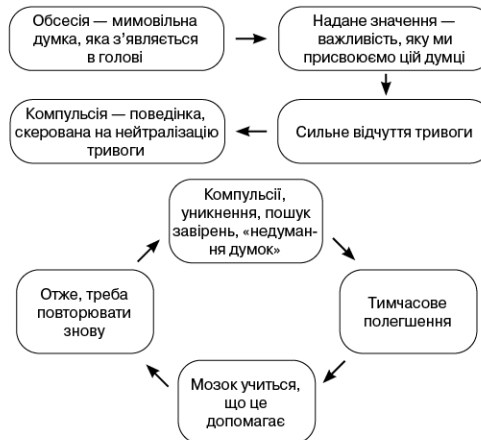 Обсесія — мимовільна
думка, яка з’являється
в голові
Надане значення —
важливість, яку ми
присвоюємо цій думці
Компульсія — поведінка,
скерована на нейтралізацію
тривоги
Сильне відчуття тривоги
Компульсії,
уникнення, пошук
завірень, «недуман-
ня думок»
Отже, треба
повторювати
знову
Тимчасове
полегшення
Мозок учиться,
що це
допомагає